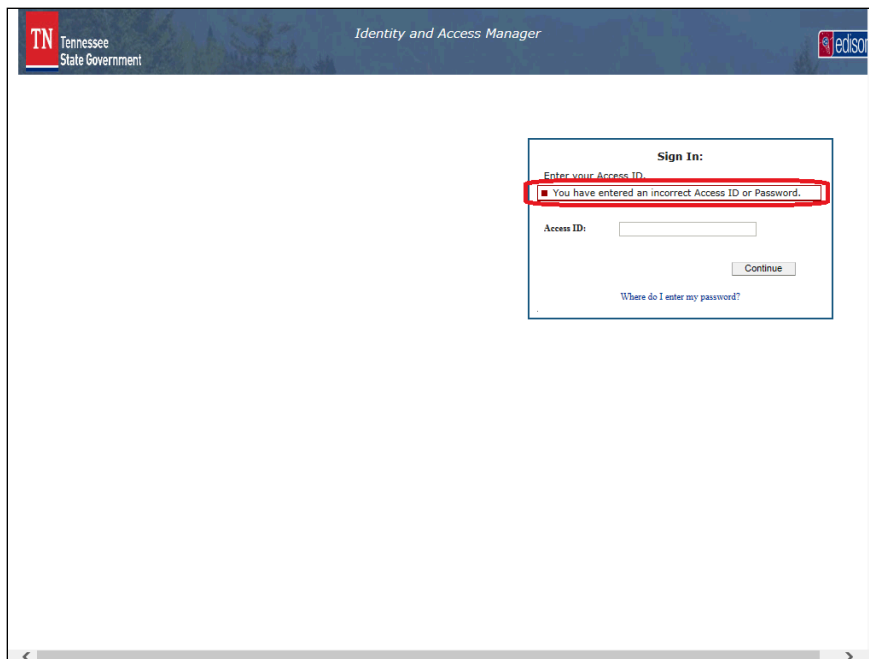 TN Tennessee
State Government
Identity and Access Manager
edison
Sign In:
Enter your Access ID.
You have entered an incorrect Access ID or Password.
Access ID:
Continue
Where do I enter my password?